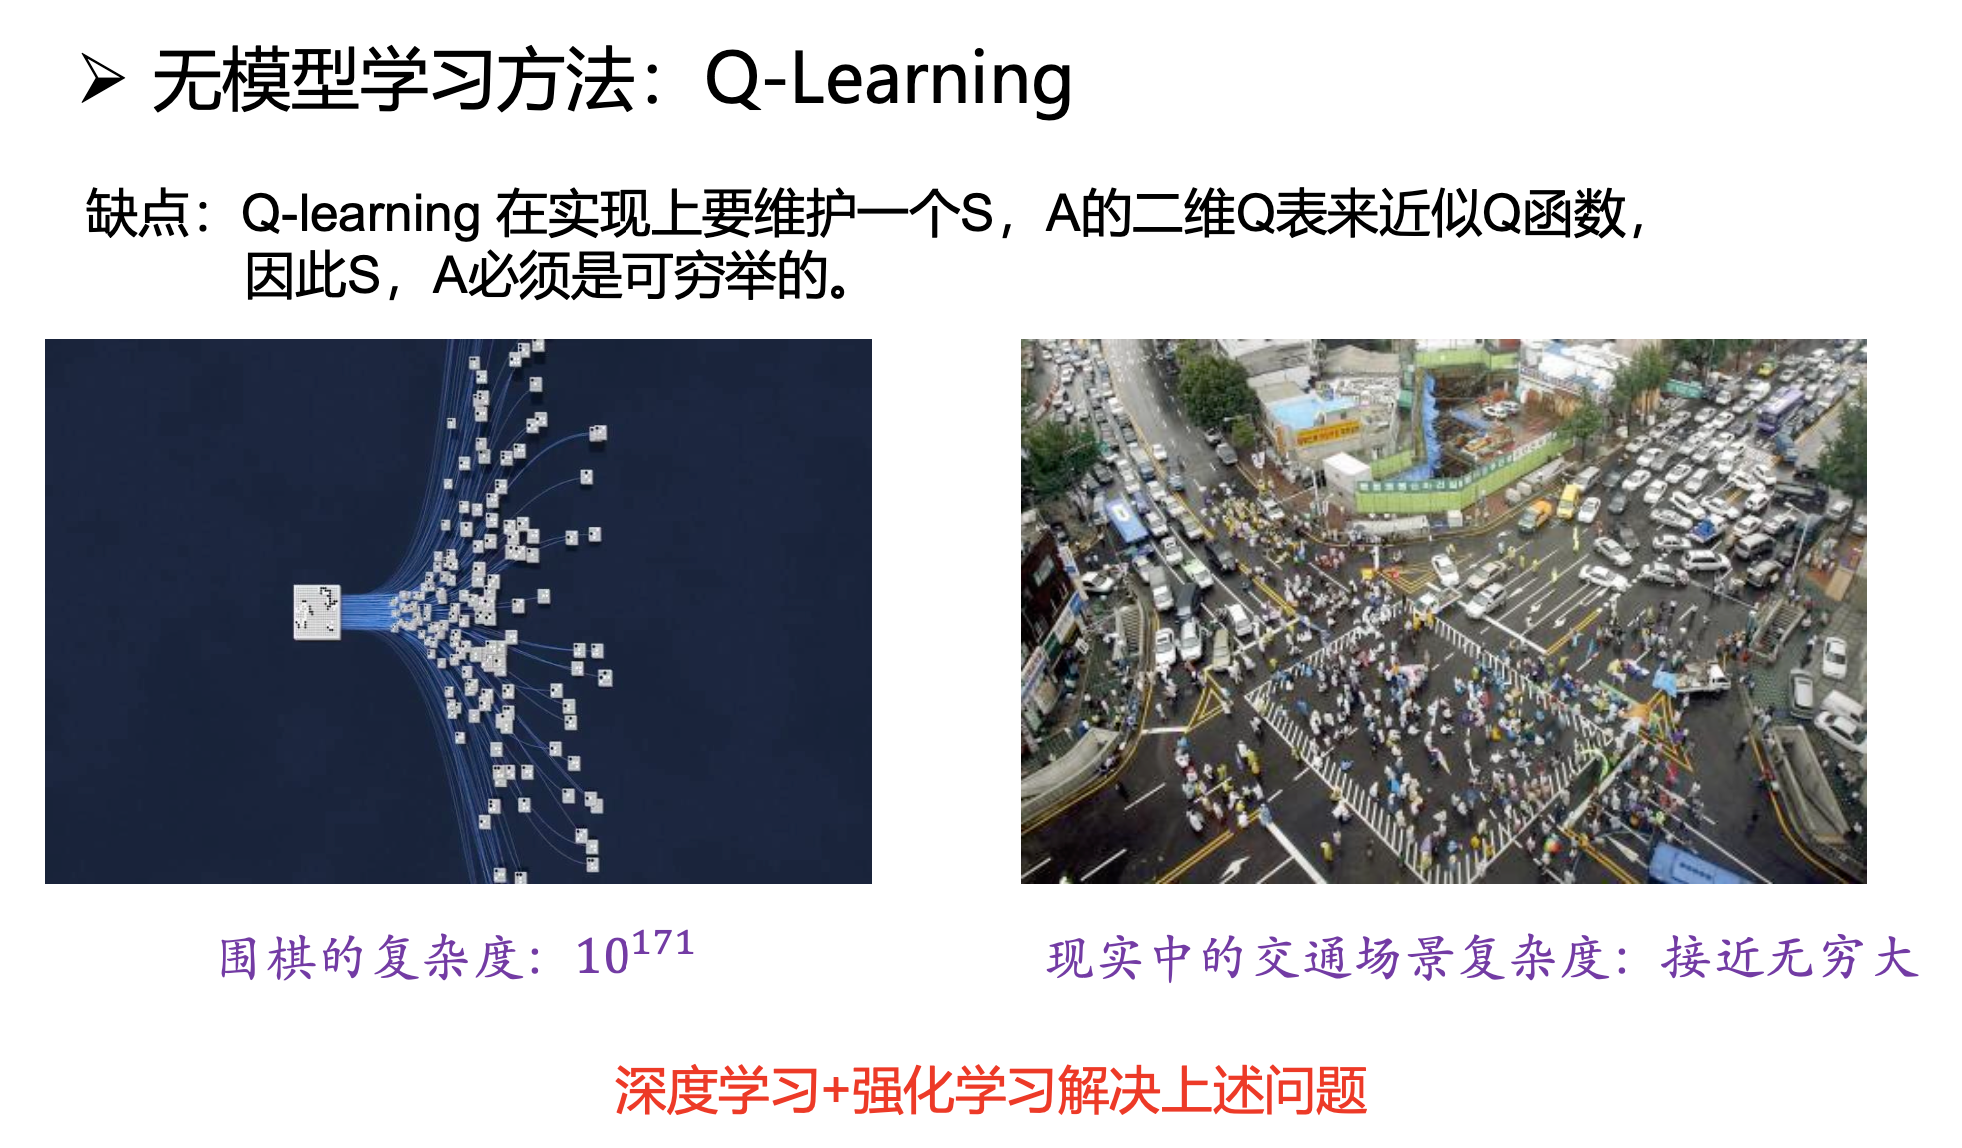 ➢ 无模型学习方法：Q-Learning
缺点：Q-learning 在实现上要维护一个S，A的二维Q表来近似Q函数，
因此S，A必须是可穷举的。
围棋的复杂度：10¹⁷¹
现实中的交通场景复杂度：接近无穷大
深度学习+强化学习解决上述问题